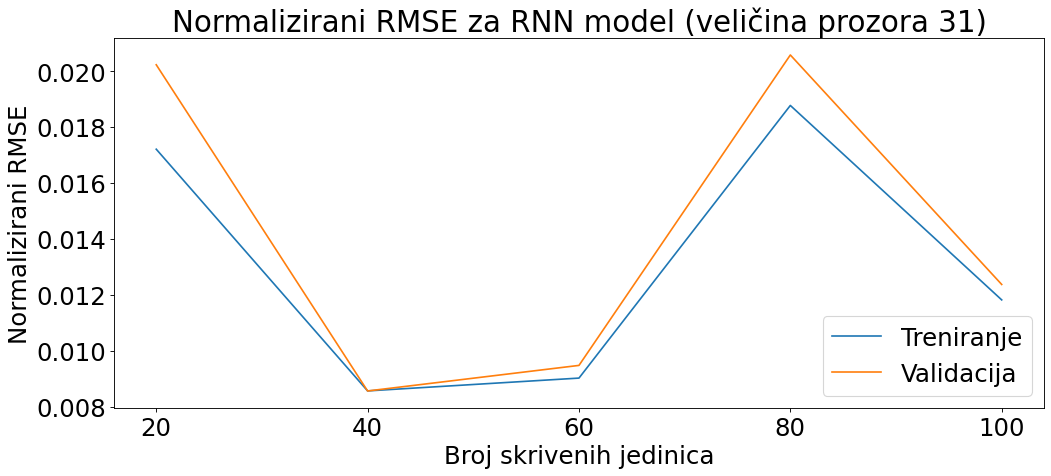 Normalizirani RMSE za RNN model (veličina prozora 31)
Normalizirani RMSE
0.020
0.018
0.016
0.014
0.012
0.010
0.008
20 40 60 80 100
Broj skrivenih jedinica
Treniranje
Validacija